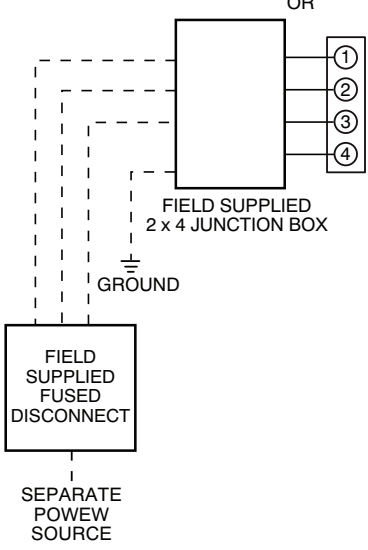 OR
1
2
3
4
FIELD SUPPLIED
2 x 4 JUNCTION BOX
GROUND
FIELD
SUPPLIED
FUSED
DISCONNECT
SEPARATE
POWEW
SOURCE